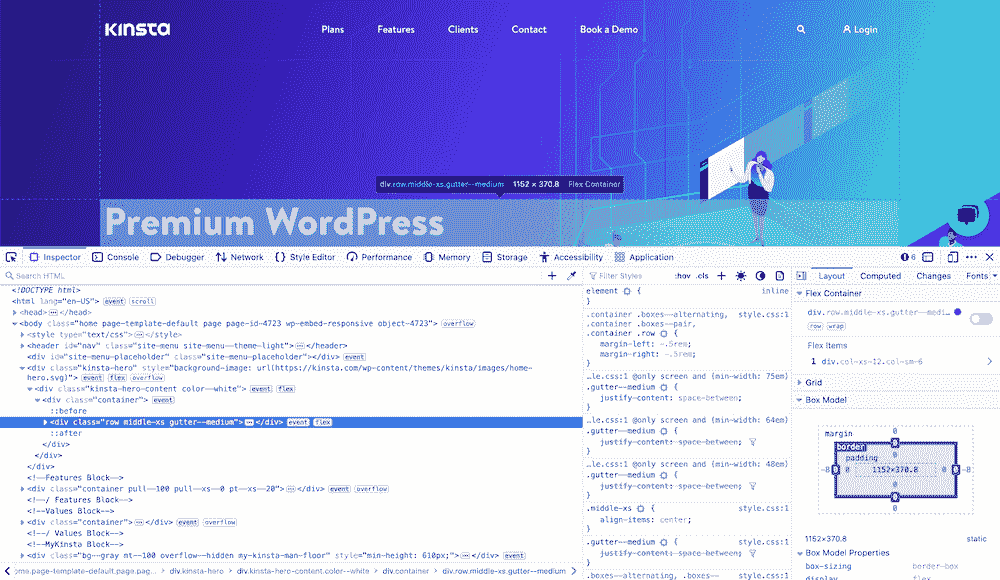 Kinsta
Plans Features Clients Contact Book a Demo Login
div.row.middle-xs.gutter--medium 1152 × 370.8 Flex Container
Premium WordPress
Inspector Console Debugger Network Style Editor Performance Memory Storage Accessibility Application 6
Search HTML
<!DOCTYPE html>
<html lang="en-US"> event scroll
<head> </head>
<body class="home page-template-default page page-id-4723 wp-embed-responsive object-4723"> overflow
<style type="text/css"> </style>
<header id="nav" class="site-menu site-menu--theme-light"> </header>
<div id="site-menu-placeholder" class="site-menu-placeholder"></div> event
<div class="kinsta-hero" style="background-image: url(https://kinsta.com/wp-content/themes/kinsta/images/home-
hero.svg)"> event flex overflow
<div class="kinsta-hero-content color--white"> event flex
<div class="container"> event
::before
<div class="row middle-xs gutter--medium"> </div> event flex
::after
</div>
</div>
</div>
<!--Features Block-->
<div class="container pull--100 pull--xs--0 pt--xs--20"> </div> event overflow
<!--/ Features Block-->
<!--Values Block-->
<div class="container"> </div> event overflow
<!--/ Values Block-->
<!--MyKinsta Block-->
<div class="bg--gray mt--100 overflow--hidden my-kinsta-man-floor" style="min-height: 610px;"> </div> event
ome.page-template-default.page.pag… div.kinsta-hero div.kinsta-hero-content.color--white div.container div.row.middle-xs.gutter--medium
Filter Styles :hov .cls
element { inline
}
.container .boxes--alternating, style.css:1
.container .boxes--pair,
.container .row {
margin-left: -.5rem;
margin-right: -.5rem;
}
…le.css:1 @only screen and (min-width: 75em)
.gutter--medium {
justify-content: space-between;
}
…le.css:1 @only screen and (min-width: 64em)
.gutter--medium {
justify-content: space-between;
}
…le.css:1 @only screen and (min-width: 48em)
.gutter--medium {
justify-content: space-between;
}
.middle-xs { style.css:1
align-items: center;
}
.gutter--medium { style.css:1
justify-content: space-between;
}
.boxes--alternating, .boxes-- style.css:1
Layout Computed Changes Fonts
Flex Container
div.row.middle-xs.gutter--medi…
row wrap
Flex Items
1 div.col-xs-12.col-sm-6
Grid
Box Model
margin 0
border 0
padding 0
-8 0 0 1152×370.8 0 0 -8
0
0
0
1152×370.8 static
Box Model Properties
box-sizing border-box
display flex